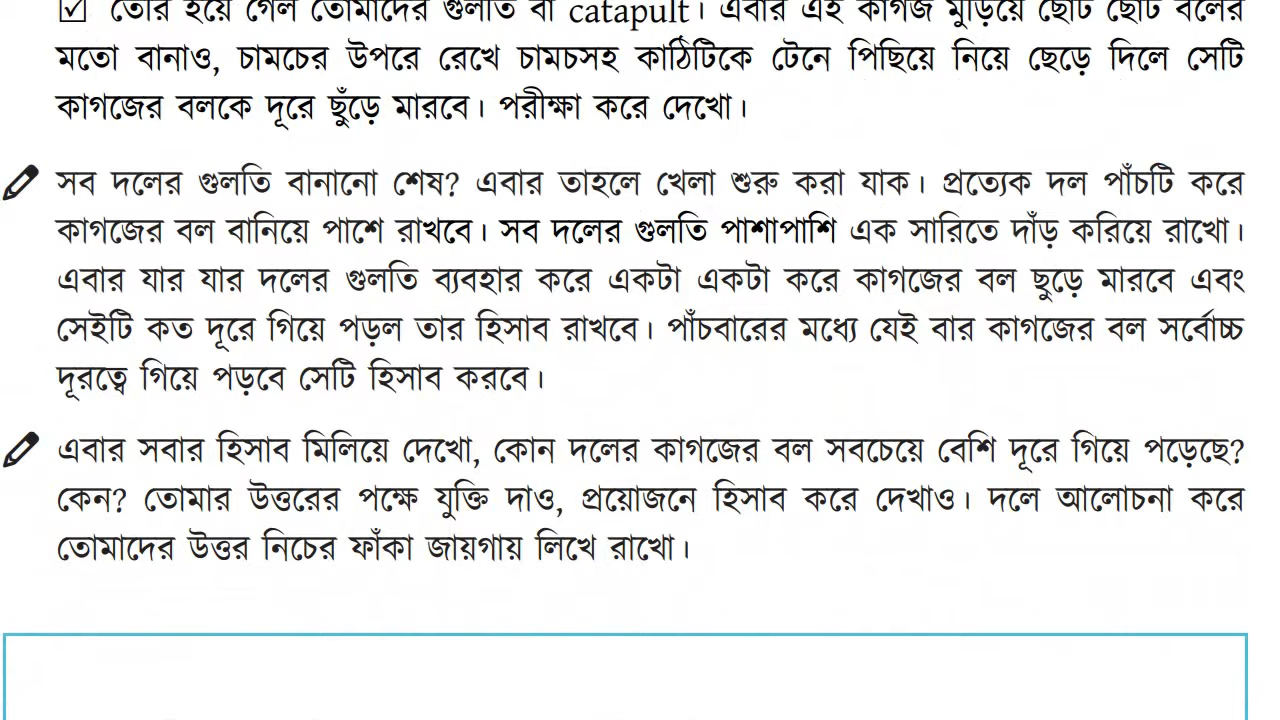 ☑ তৈরি হয়ে গেল তোমাদের গুলতি বা catapult। এবার এই কাগজ মুড়িয়ে ছোট ছোট বলের
মতো বানাও, চামচের উপরে রেখে চামচসহ কাঠিটিকে টেনে পিছিয়ে নিয়ে ছেড়ে দিলে সেটি
কাগজের বলকে দূরে ছুঁড়ে মারবে। পরীক্ষা করে দেখো।
সব দলের গুলতি বানানো শেষ? এবার তাহলে খেলা শুরু করা যাক। প্রত্যেক দল পাঁচটি করে
কাগজের বল বানিয়ে পাশে রাখবে। সব দলের গুলতি পাশাপাশি এক সারিতে দাঁড় করিয়ে রাখো।
এবার যার যার দলের গুলতি ব্যবহার করে একটা একটা করে কাগজের বল ছুড়ে মারবে এবং
সেইটি কত দূরে গিয়ে পড়ল তার হিসাব রাখবে। পাঁচবারের মধ্যে যেই বার কাগজের বল সর্বোচ্চ
দূরত্বে গিয়ে পড়বে সেটি হিসাব করবে।
এবার সবার হিসাব মিলিয়ে দেখো, কোন দলের কাগজের বল সবচেয়ে বেশি দূরে গিয়ে পড়েছে?
কেন? তোমার উত্তরের পক্ষে যুক্তি দাও, প্রয়োজনে হিসাব করে দেখাও। দলে আলোচনা করে
তোমাদের উত্তর নিচের ফাঁকা জায়গায় লিখে রাখো।